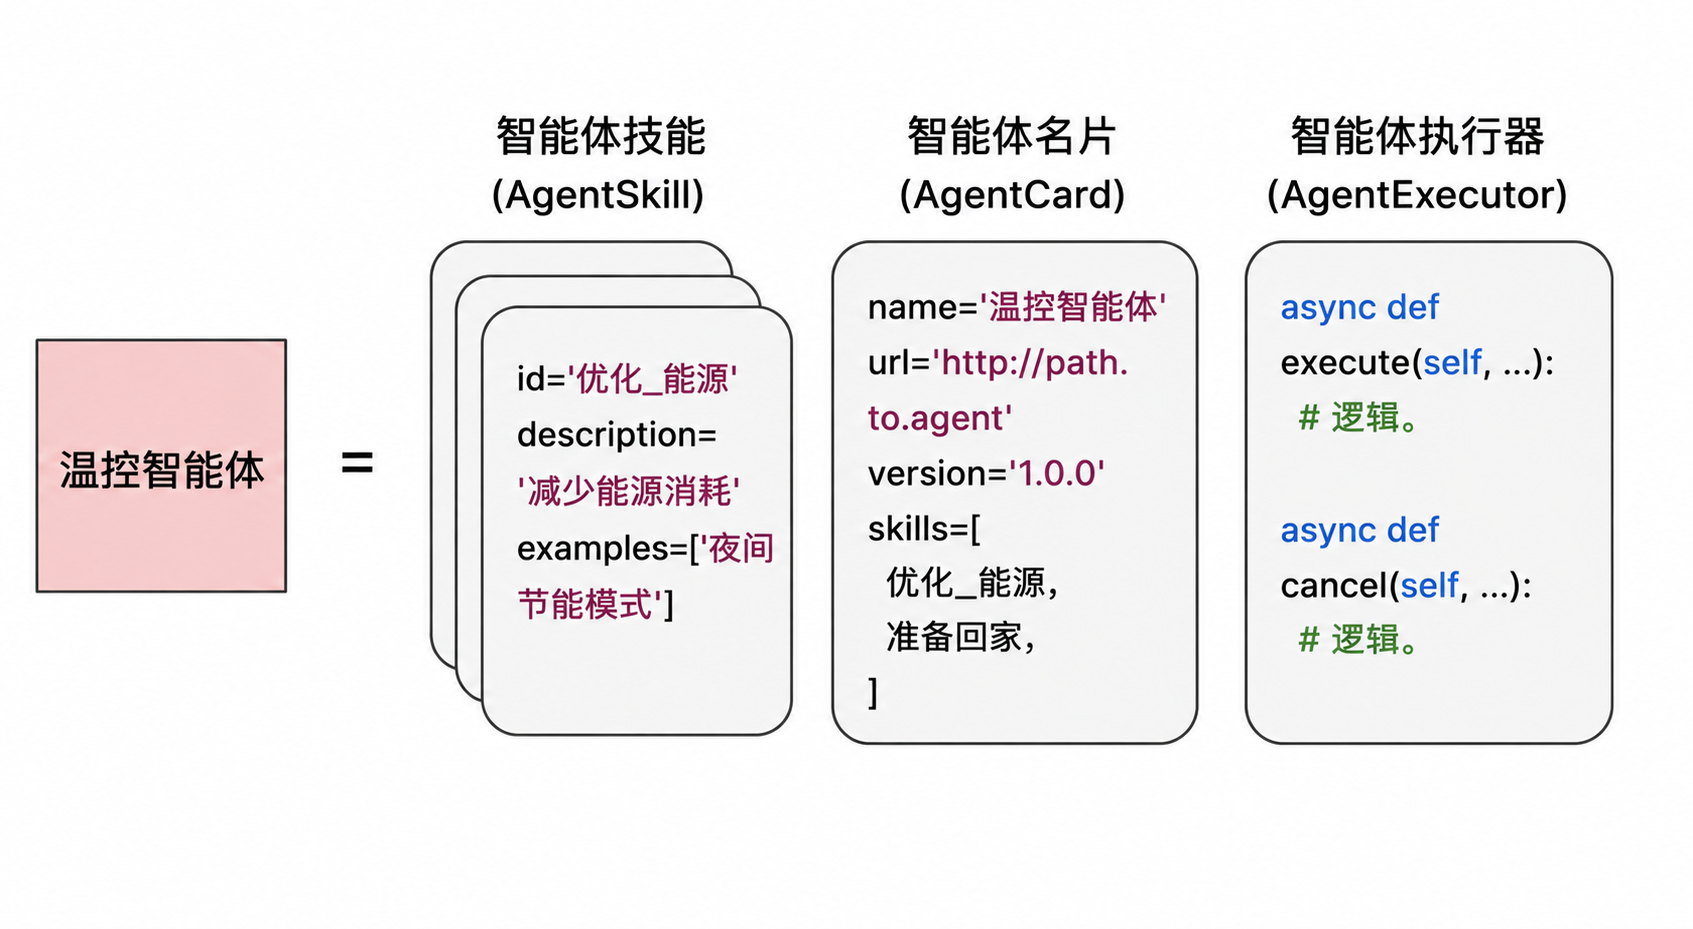 温控智能体
=
智能体技能
(AgentSkill)
id='优化_能源'
description=
'减少能源消耗'
examples=['夜间
节能模式']
智能体名片
(AgentCard)
name='温控智能体'
url='http://path.
to.agent'
version='1.0.0'
skills=[
优化_能源，
准备回家，
]
智能体执行器
(AgentExecutor)
async def
execute(self, ...):
# 逻辑。
async def
cancel(self, ...):
# 逻辑。